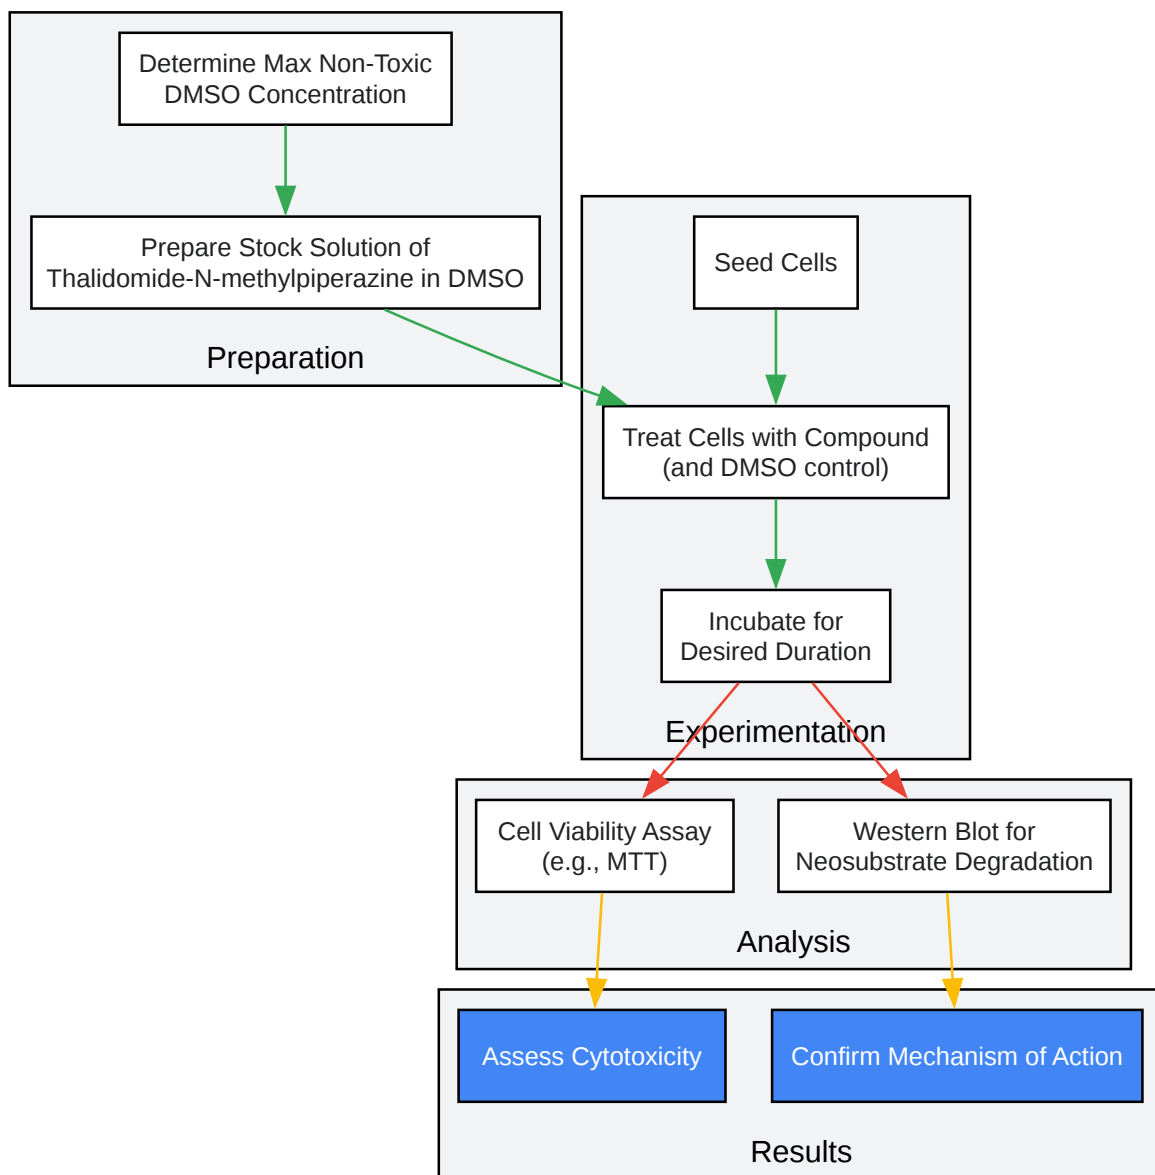 Determine Max Non-Toxic
DMSO Concentration
Prepare Stock Solution of
Thalidomide-N-methylpiperazine in DMSO
Preparation
Seed Cells
Treat Cells with Compound
(and DMSO control)
Incubate for
Desired Duration
Experimentation
Cell Viability Assay
(e.g., MTT)
Western Blot for
Neosubstrate Degradation
Analysis
Assess Cytotoxicity
Confirm Mechanism of Action
Results